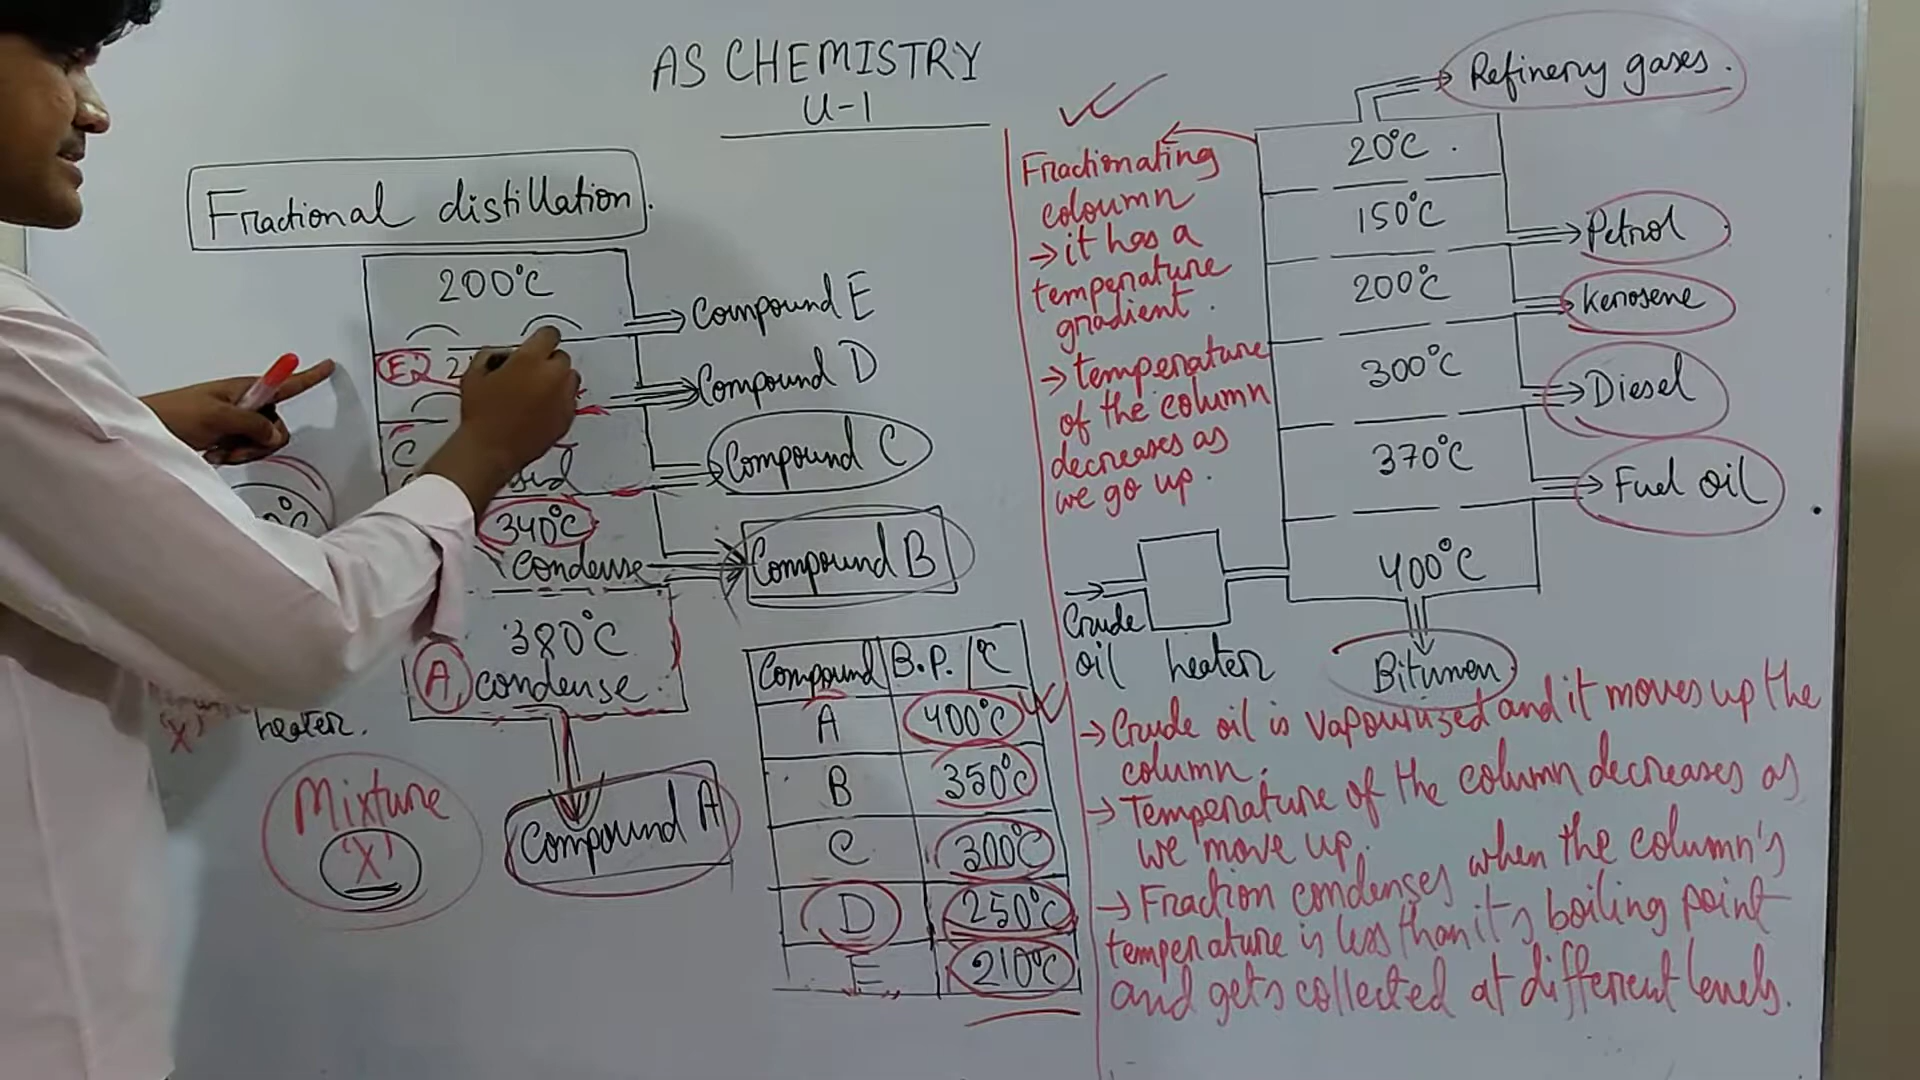 AS CHEMISTRY
U-1
Fractional distillation.
200°C
Compound E
Compound D
C
Compound C
340°C
Condense
Compound B
380°C
A, condense.
'X' heater.
Mixture
'X'
Compound A
Compound B.P. /°C
A 400°C
B 350°C
C 300°C
D 250°C
E 210°C
Fractionating
coloumn
→ it has a
temperature
gradient.
→ temperature
of the column
decreases as
we go up.
Refinery gases.
20°C.
150°C
Petrol
200°C
Kerosene
300°C
Diesel
370°C
Fuel oil
400°C
Crude
oil heater
Bitumen
→ Crude oil is vapourized and it moves up the
column.
→ Temperature of the column decreases as
we move up.
→ Fraction condenses when the column's
temperature is less than its boiling point
and gets collected at different levels.